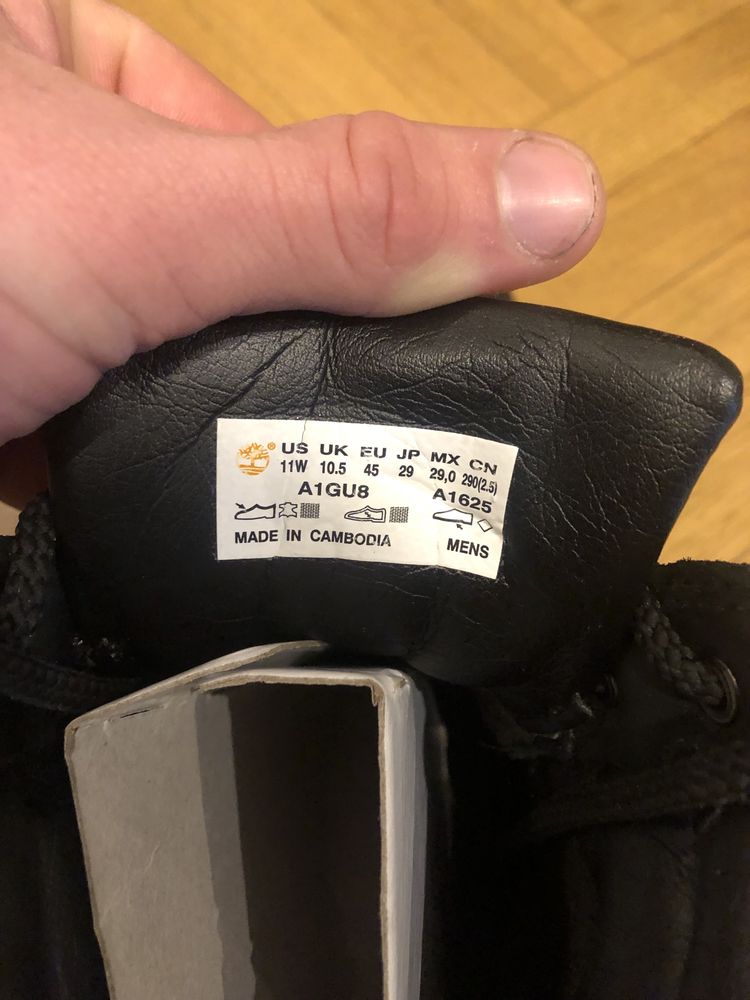 ® US UK EU JP MX CN
11W 10.5 45 29 29,0 290(2.5)
A1GU8 A1625
MADE IN CAMBODIA MENS